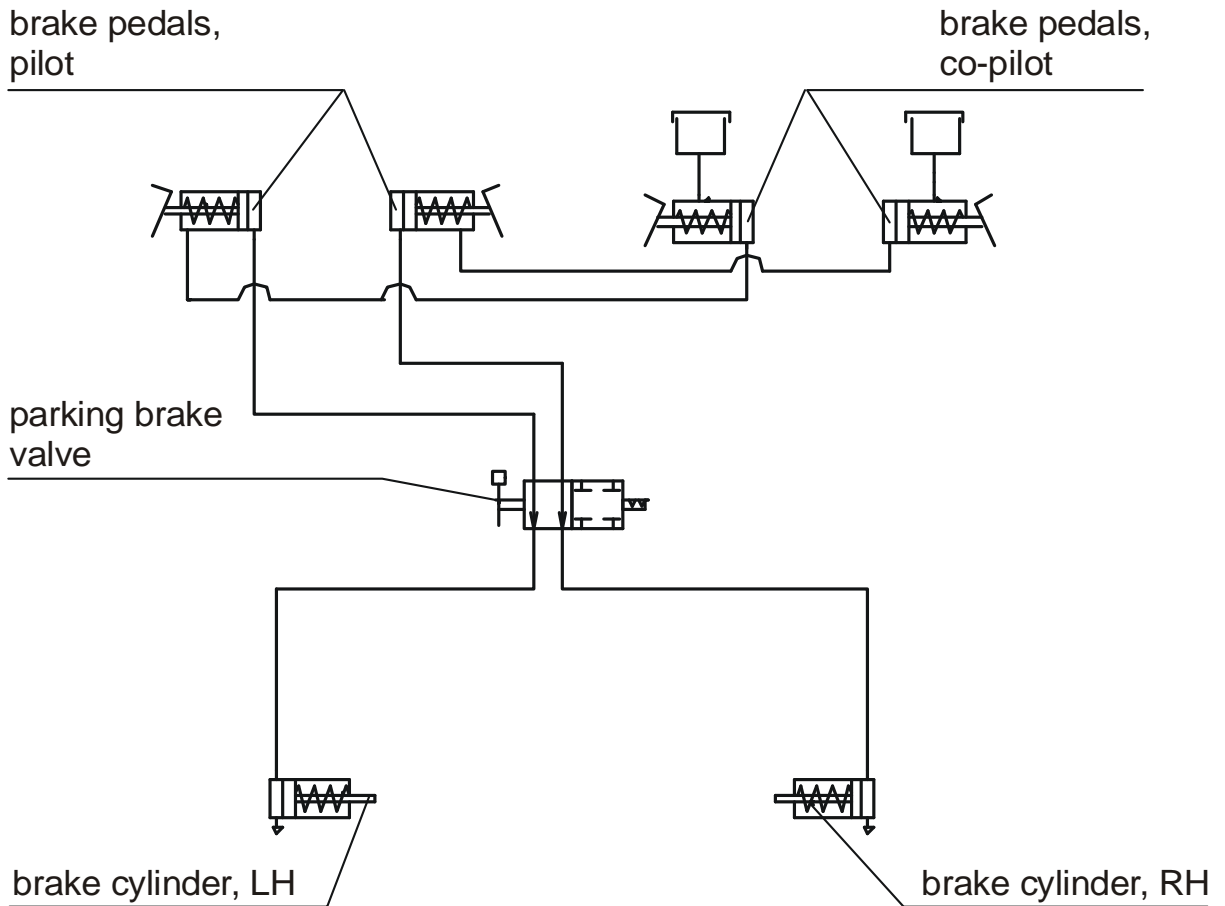 brake pedals,
pilot
brake pedals,
co-pilot
parking brake
valve
brake cylinder, LH
brake cylinder, RH